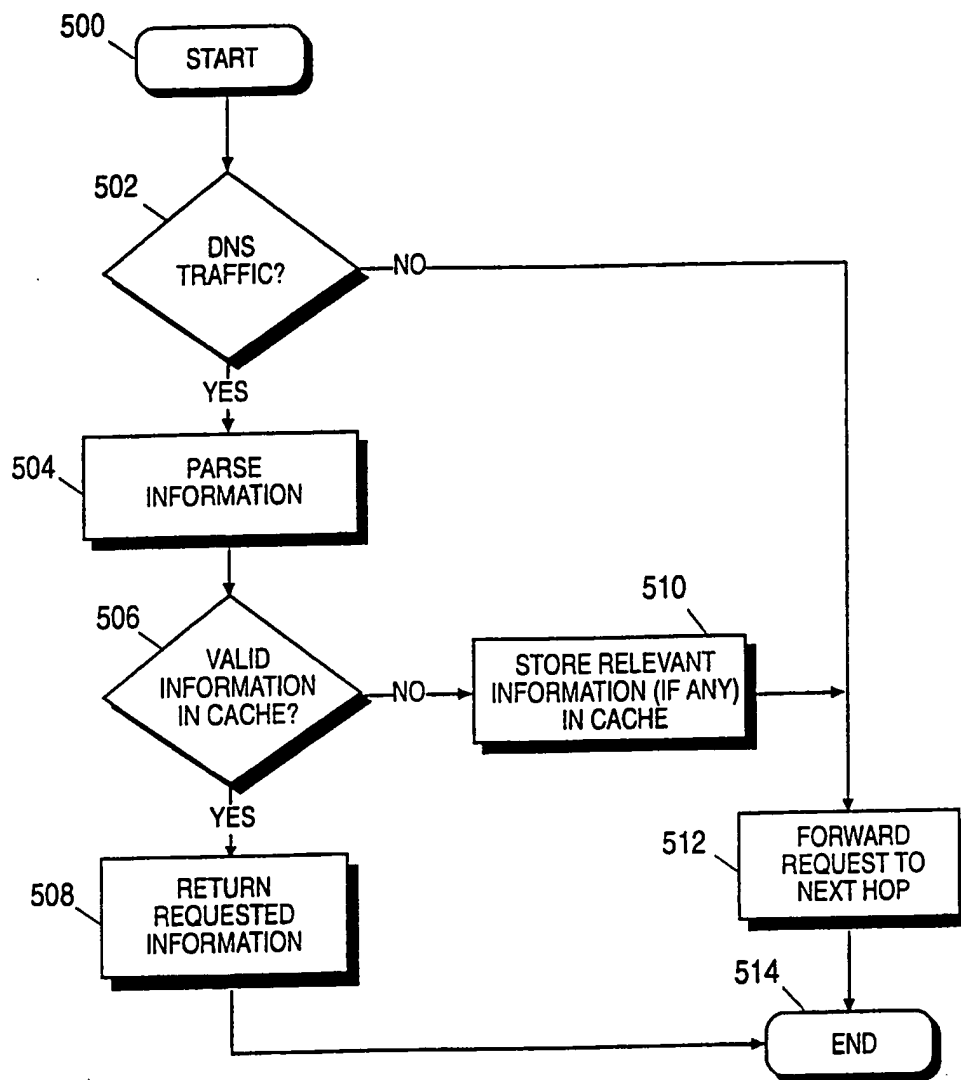 500
START
502
DNS
TRAFFIC?
NO
YES
504
PARSE
INFORMATION
506
VALID
INFORMATION
IN CACHE?
NO
510
STORE RELEVANT
INFORMATION (IF ANY)
IN CACHE
YES
508
RETURN
REQUESTED
INFORMATION
512
FORWARD
REQUEST TO
NEXT HOP
514
END